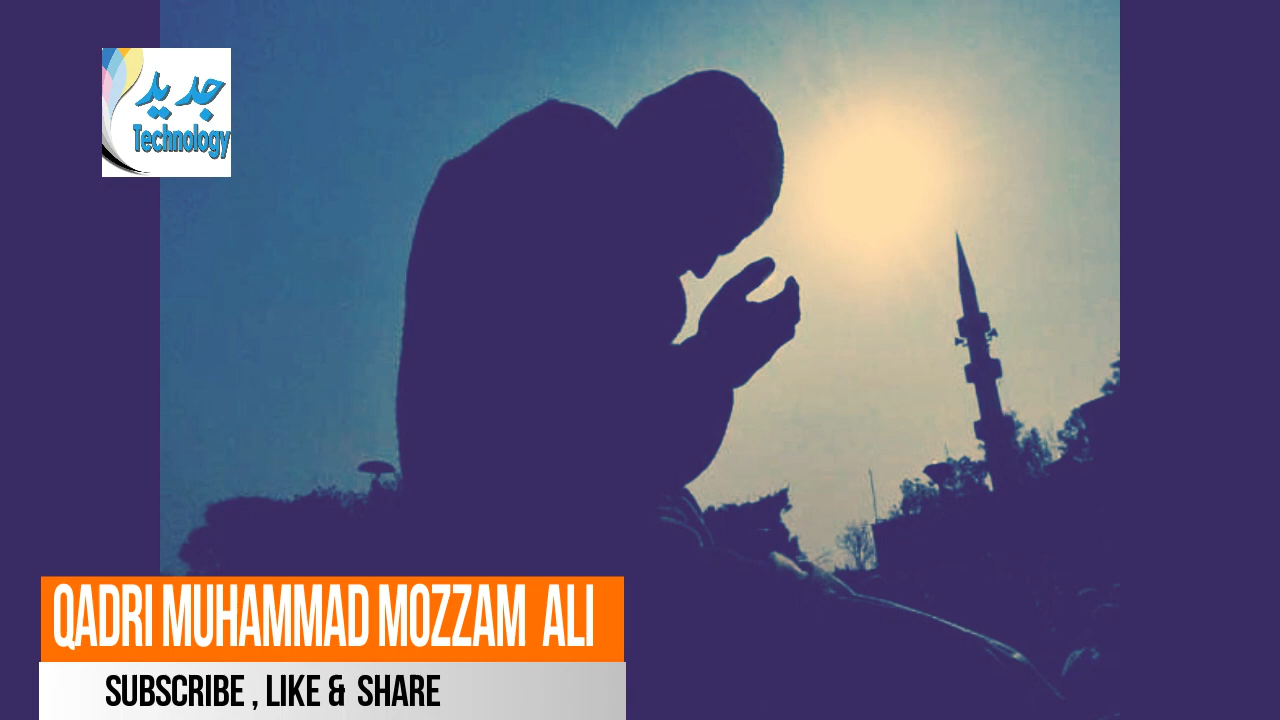 جدید
Technology
QADRI MUHAMMAD MOZZAM ALI
SUBSCRIBE , LIKE & SHARE